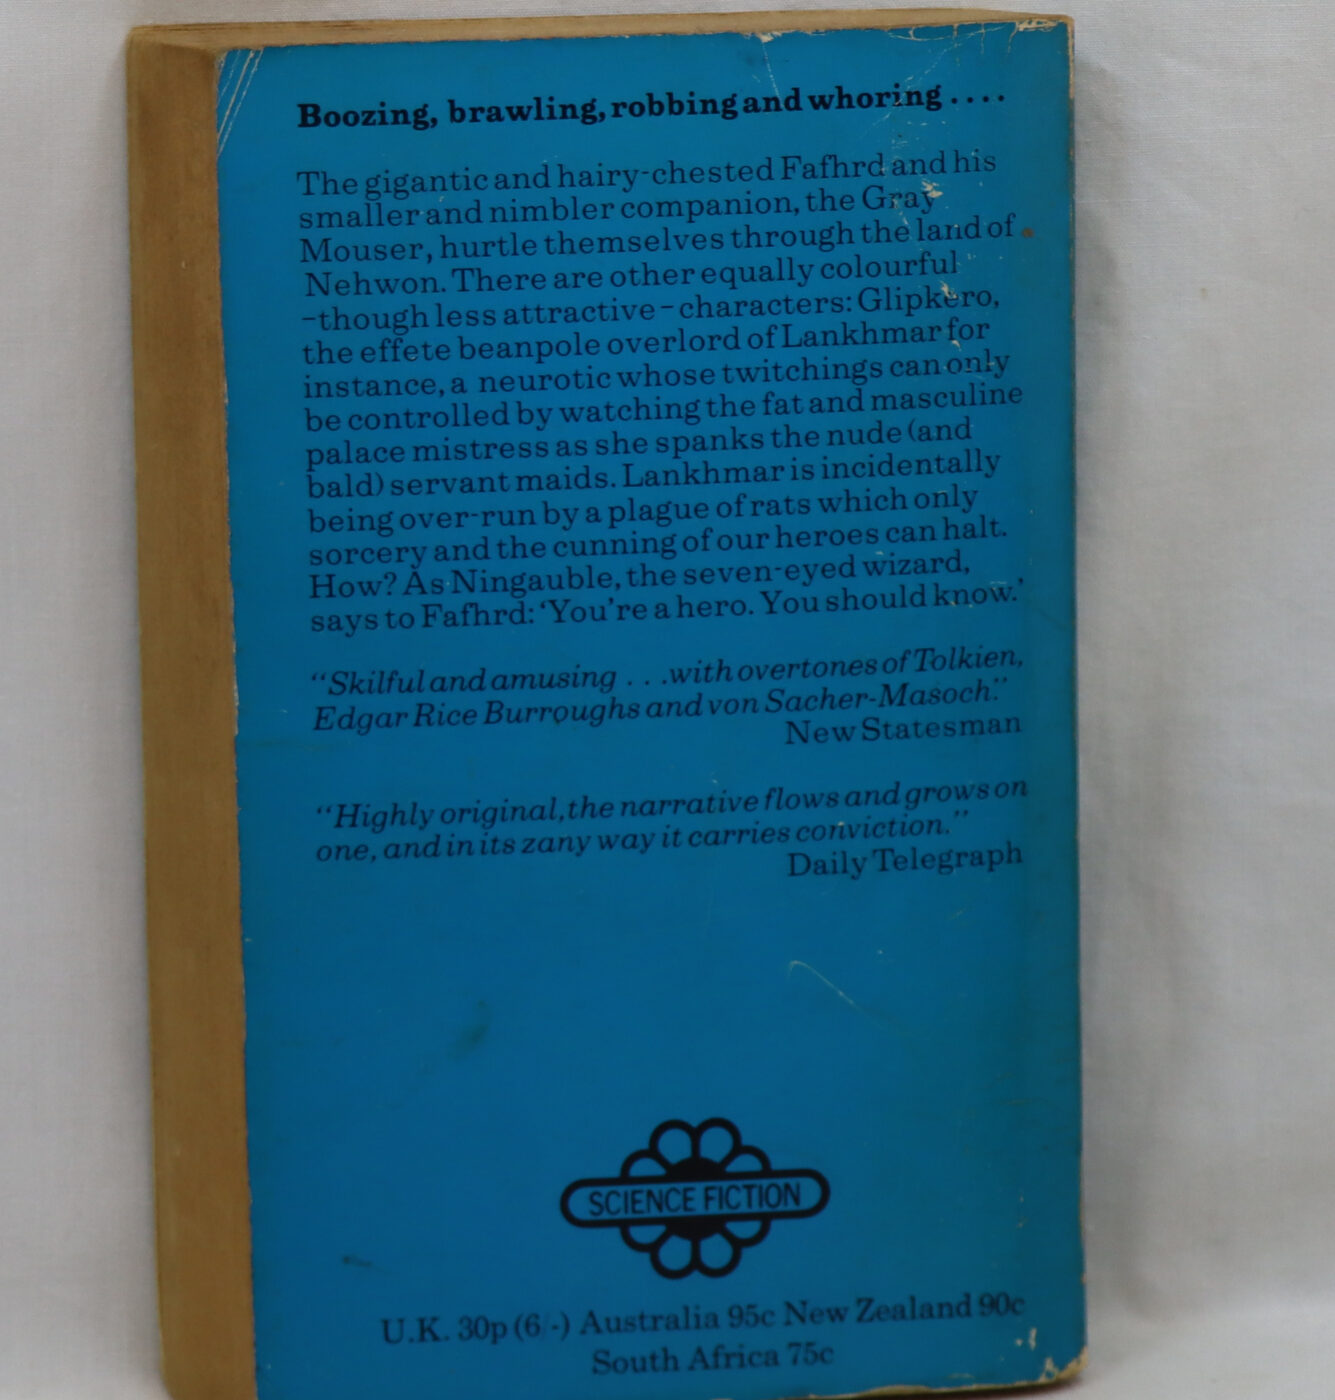 Boozing, brawling, robbing and whoring ....
The gigantic and hairy-chested Fafhrd and his
smaller and nimbler companion, the Gray
Mouser, hurtle themselves through the land of
Nehwon. There are other equally colourful
–though less attractive – characters: Glipkero,
the effete beanpole overlord of Lankhmar for
instance, a neurotic whose twitchings can only
be controlled by watching the fat and masculine
palace mistress as she spanks the nude (and
bald) servant maids. Lankhmar is incidentally
being over-run by a plague of rats which only
sorcery and the cunning of our heroes can halt.
How? As Ningauble, the seven-eyed wizard,
says to Fafhrd: ‘You’re a hero. You should know.’
“Skilful and amusing ...with overtones of Tolkien,
Edgar Rice Burroughs and von Sacher-Masoch.”
New Statesman
“Highly original, the narrative flows and grows on
one, and in its zany way it carries conviction.”
Daily Telegraph
SCIENCE FICTION
U.K. 30p (6/-) Australia 95c New Zealand 90c
South Africa 75c